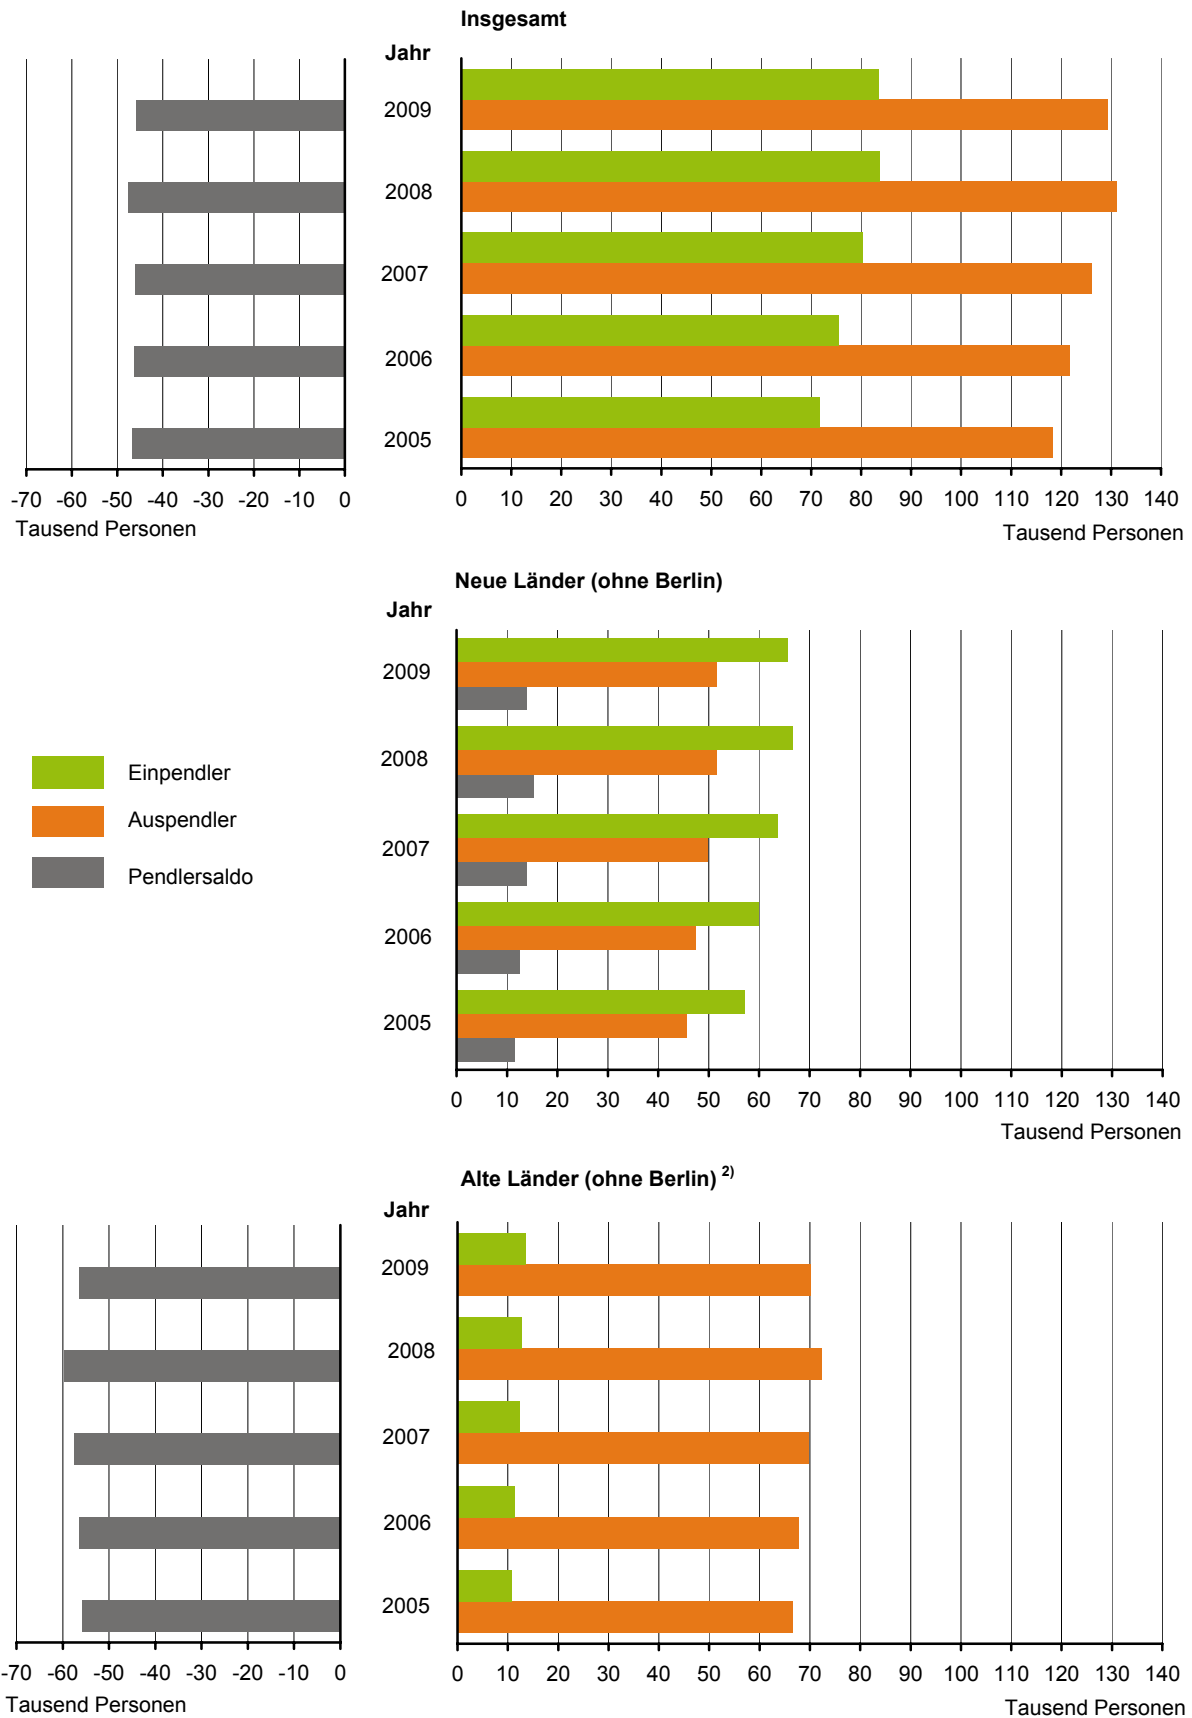 Insgesamt
Jahr
2009
2008
2007
2006
2005
-70 -60 -50 -40 -30 -20 -10 0
0 10 20 30 40 50 60 70 80 90 100 110 120 130 140
Tausend Personen
Tausend Personen
Neue Länder (ohne Berlin)
Jahr
2009
2008
2007
2006
2005
Einpendler
Auspendler
Pendlersaldo
0 10 20 30 40 50 60 70 80 90 100 110 120 130 140
Tausend Personen
Alte Länder (ohne Berlin) 2)
Jahr
2009
2008
2007
2006
2005
-70 -60 -50 -40 -30 -20 -10 0
0 10 20 30 40 50 60 70 80 90 100 110 120 130 140
Tausend Personen
Tausend Personen